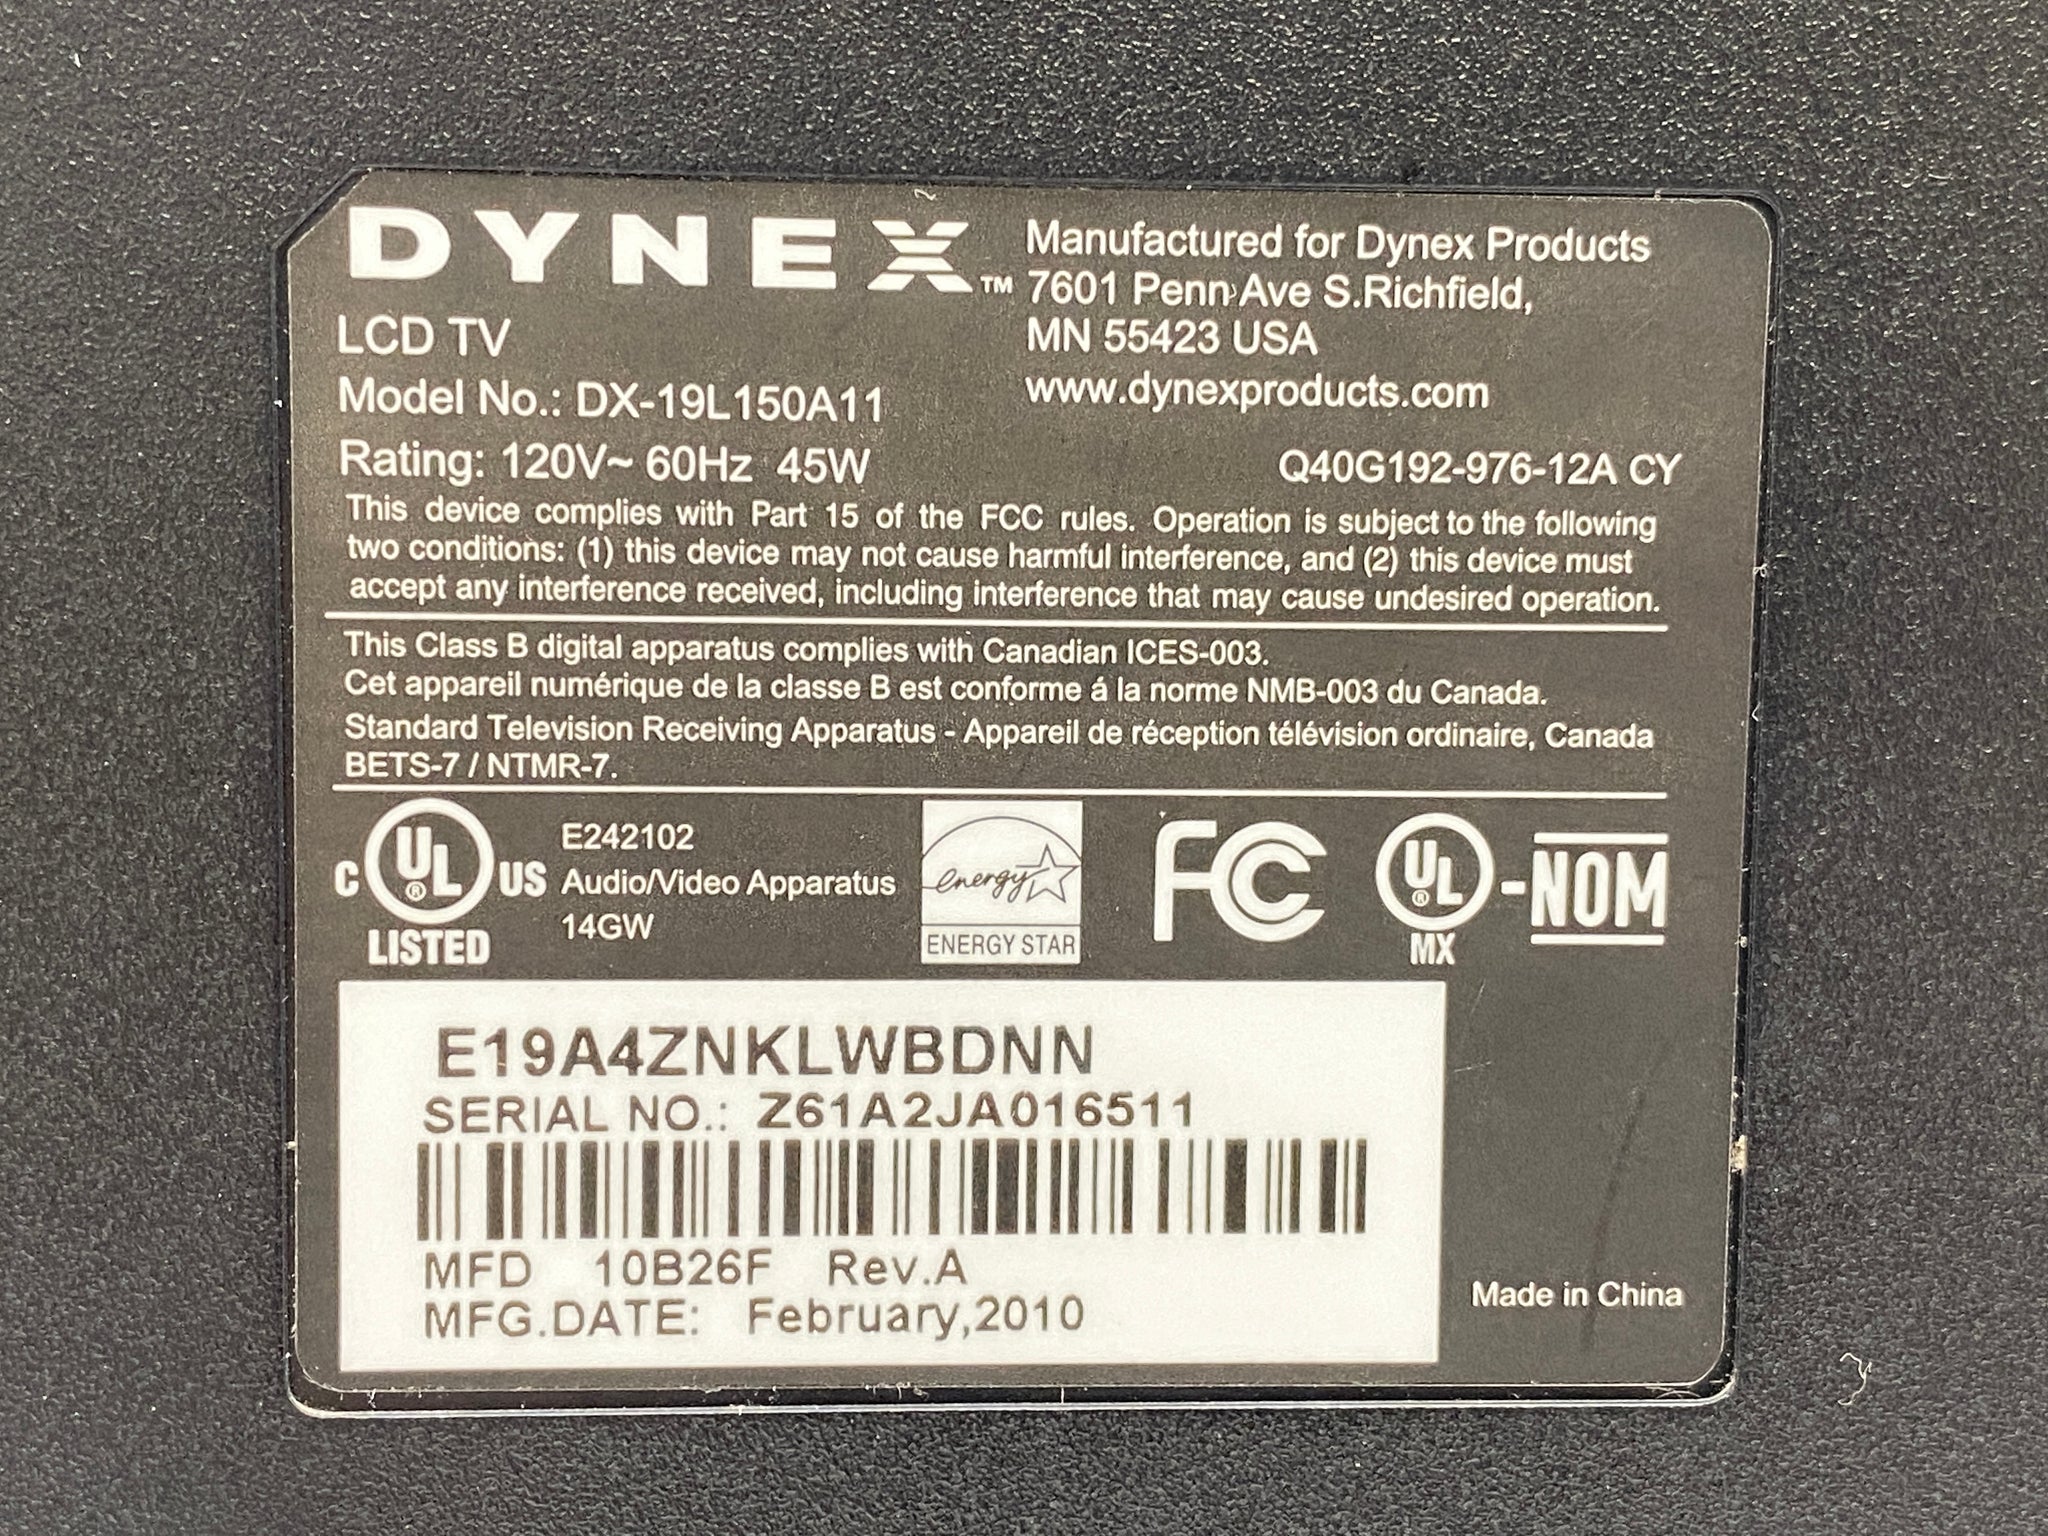 DYNEX™
LCD TV
Model No.: DX-19L150A11
Rating: 120V~ 60Hz 45W
Manufactured for Dynex Products
7601 Penn Ave S.Richfield,
MN 55423 USA
www.dynexproducts.com
Q40G192-976-12A CY
This device complies with Part 15 of the FCC rules. Operation is subject to the following
two conditions: (1) this device may not cause harmful interference, and (2) this device must
accept any interference received, including interference that may cause undesired operation.
This Class B digital apparatus complies with Canadian ICES-003.
Cet appareil numérique de la classe B est conforme á la norme NMB-003 du Canada.
Standard Television Receiving Apparatus - Appareil de réception télévision ordinaire, Canada
BETS-7 / NTMR-7.
C UL® US
LISTED
E242102
Audio/Video Apparatus
14GW
energy
ENERGY STAR
FC
UL®
MX
-NOM
E19A4ZNKLWBDNN
SERIAL NO.: Z61A2JA016511
MFD 10B26F Rev.A
MFG.DATE: February,2010
Made in China